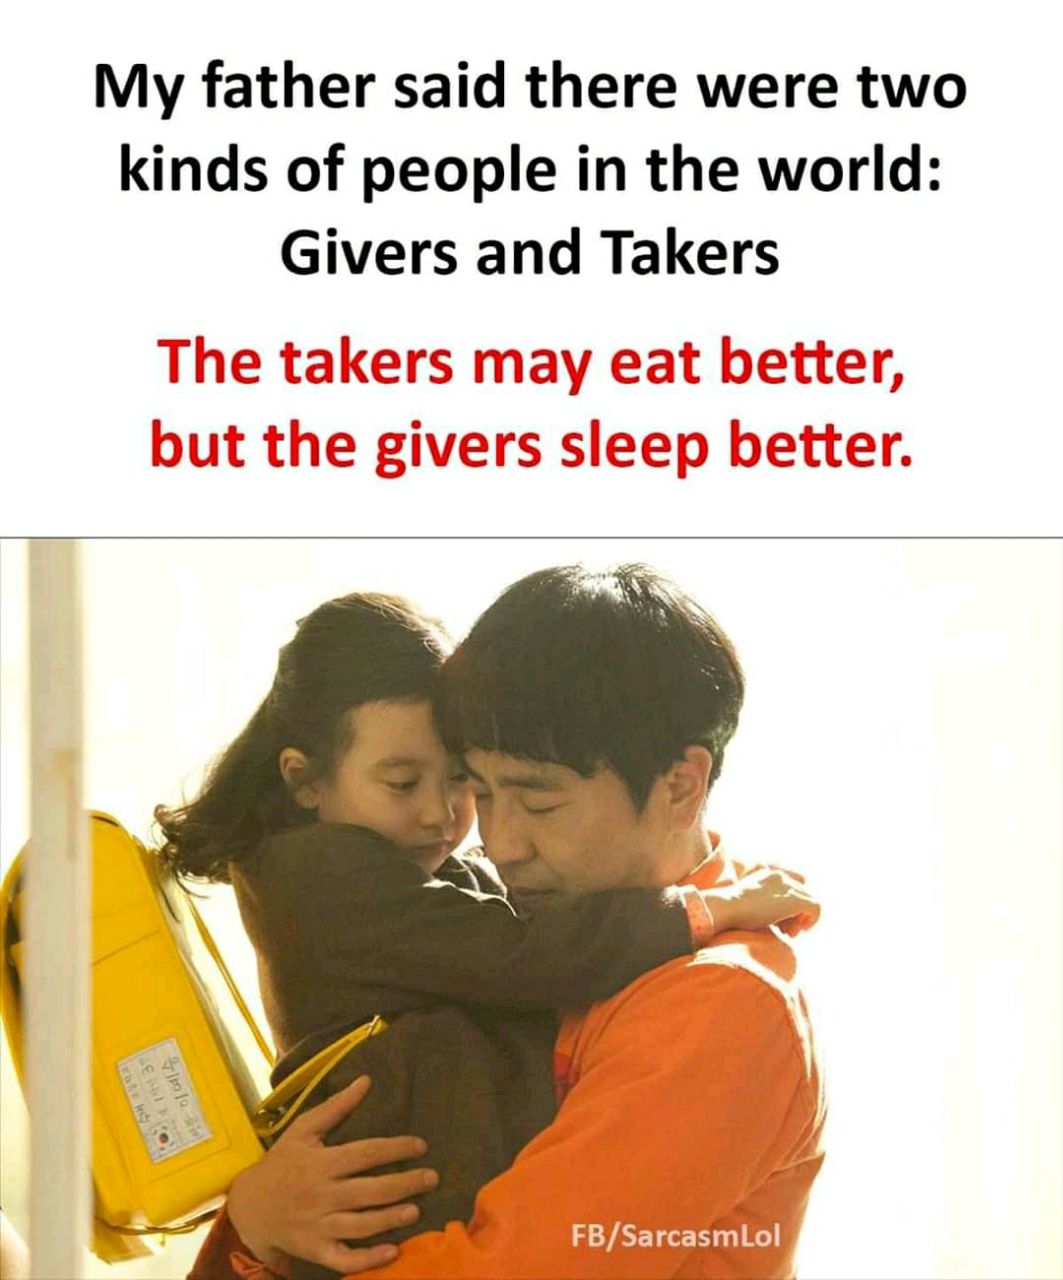 My father said there were two
kinds of people in the world:
Givers and Takers
The takers may eat better,
but the givers sleep better.
FB/SarcasmLol